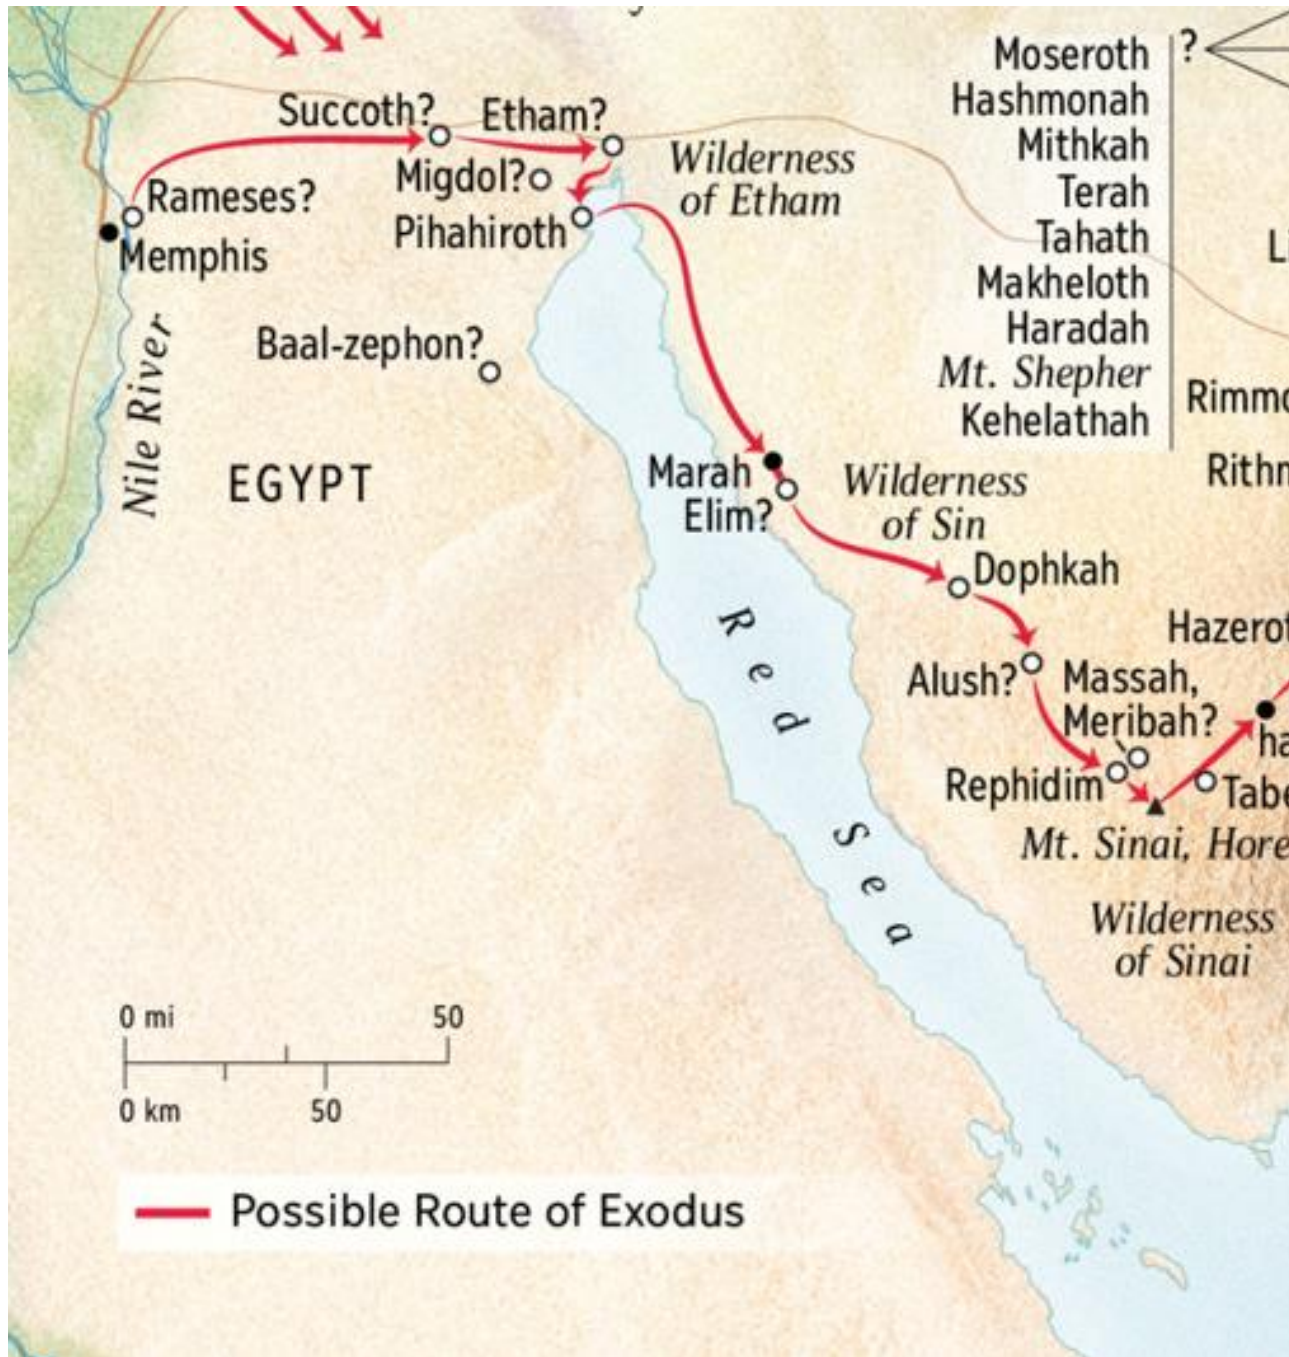 Moseroth
?
Hashmonah
Mithkah
Terah
Tahath
Makheloth
Haradah
Mt. Shepher
Kehelathah
Succoth?
Etham?
Migdol?
Pihahiroth
Rameses?
Memphis
Wilderness
of Etham
Baal-zephon?
Nile River
EGYPT
Marah
Elim?
Wilderness
of Sin
Dophkah
Alush?
Massah,
Meribah?
Rephidim
Mt. Sinai,
Wilderness
of Sinai
Red Sea
0 mi 50
0 km 50
Possible Route of Exodus